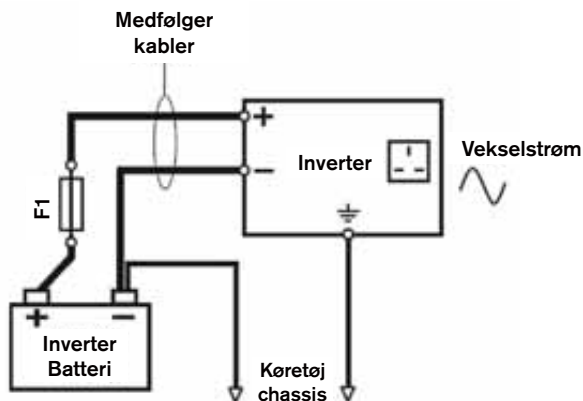 Medfølger
kabler
+
Inverter
−
Vekselstrøm
F1
+ −
Inverter
Batteri
Køretøj
chassis